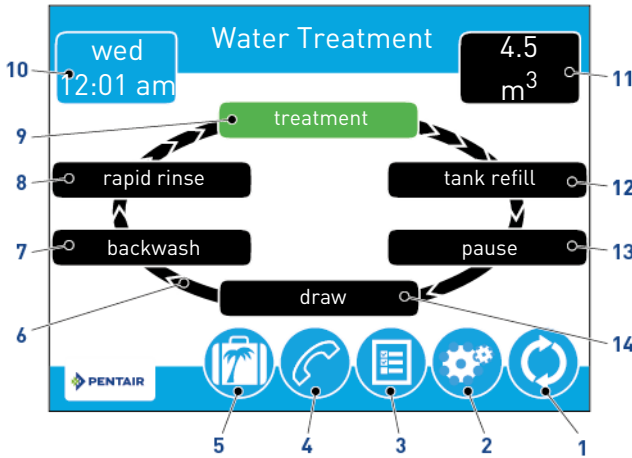 Water Treatment
wed
12:01 am
4.5
m³
10
11
treatment
9
rapid rinse
tank refill
8
12
backwash
pause
7
13
draw
6
14
PENTAIR
5
4
3
2
1